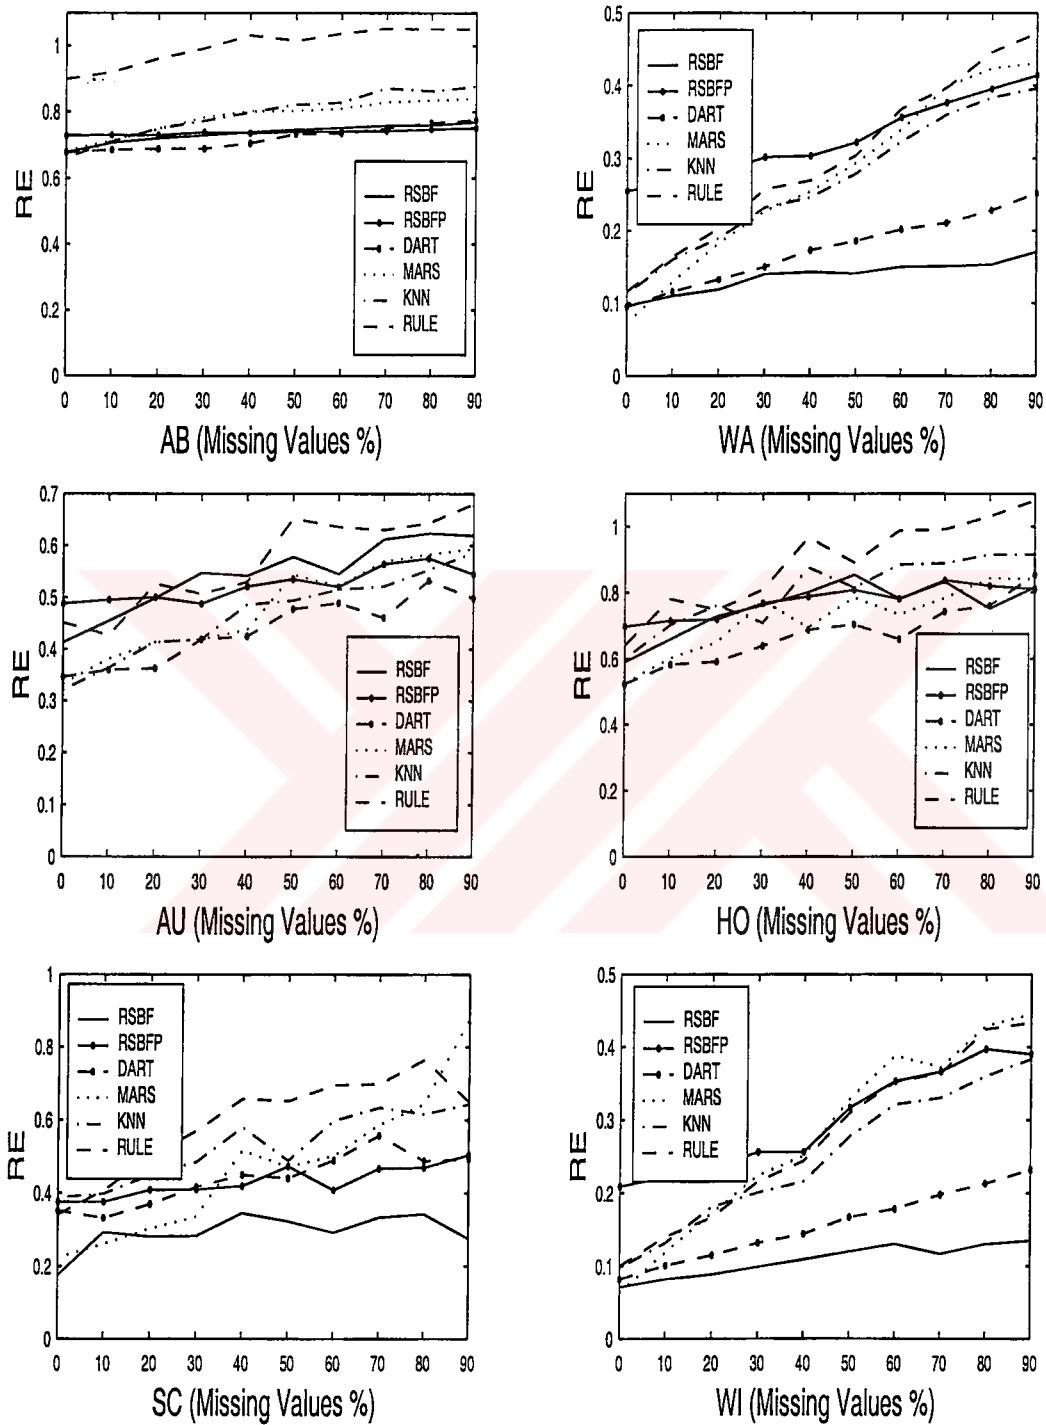 1
0.8
0.6
0.4
0.2
0
RE
RSBF
RSBFP
DART
MARS
KNN
RULE
0 10 20 30 40 50 60 70 80 90
AB (Missing Values %)
0.5
0.4
0.3
0.2
0.1
0
RE
RSBF
RSBFP
DART
MARS
KNN
RULE
0 10 20 30 40 50 60 70 80 90
WA (Missing Values %)
0.7
0.6
0.5
0.4
0.3
0.2
0.1
0
RE
RSBF
RSBFP
DART
MARS
KNN
RULE
0 10 20 30 40 50 60 70 80 90
AU (Missing Values %)
1
0.8
0.6
0.4
0.2
0
RE
RSBF
RSBFP
DART
MARS
KNN
RULE
0 10 20 30 40 50 60 70 80 90
HO (Missing Values %)
1
0.8
0.6
0.4
0.2
0
RE
RSBF
RSBFP
DART
MARS
KNN
RULE
0 10 20 30 40 50 60 70 80 90
SC (Missing Values %)
0.5
0.4
0.3
0.2
0.1
0
RE
RSBF
RSBFP
DART
MARS
KNN
RULE
0 10 20 30 40 50 60 70 80 90
WI (Missing Values %)